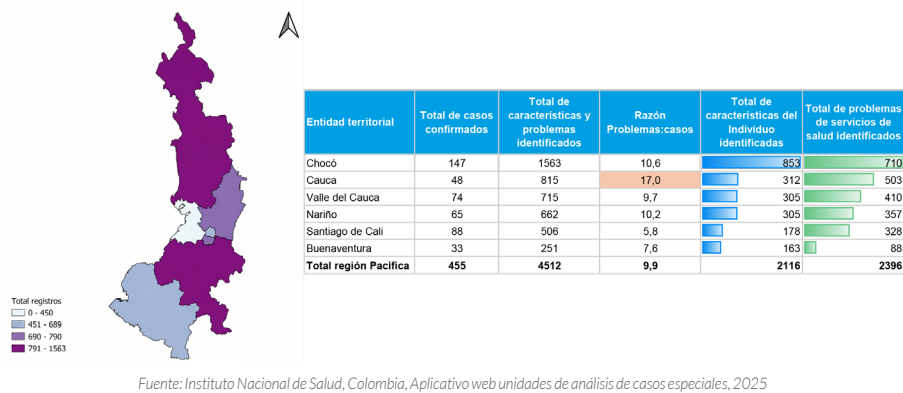 Entidad territorial
Total de casos
confirmados
Total de
características y
problemas
identificados
Razón
Problemas:casos
Total de
características del
Individuo
identificadas
Total de problemas
de servicios de
salud identificados
Chocó 147 1563 10,6 853 710
Cauca 48 815 17,0 312 503
Valle del Cauca 74 715 9,7 305 410
Nariño 65 662 10,2 305 357
Santiago de Cali 88 506 5,8 178 328
Buenaventura 33 251 7,6 163 88
Total región Pacífica 455 4512 9,9 2116 2396
Total registros
0 - 450
451 - 689
690 - 790
791 - 1563
Fuente: Instituto Nacional de Salud, Colombia, Aplicativo web unidades de análisis de casos especiales, 2025